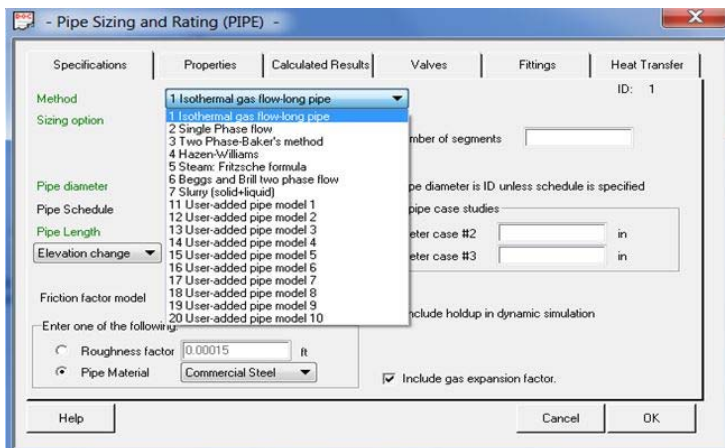 - Pipe Sizing and Rating (PIPE) -
Specifications
Properties
Calculated Results
Valves
Fittings
Heat Transfer
ID: 1
Method
1 Isothermal gas flow-long pipe
Sizing option
1 Isothermal gas flow-long pipe
2 Single Phase flow
3 Two Phase-Baker's method
4 Hazen-Williams
5 Steam: Fritzsche formula
6 Beggs and Brill two phase flow
7 Slurry (solid+liquid)
11 User-added pipe model 1
12 User-added pipe model 2
13 User-added pipe model 3
14 User-added pipe model 4
15 User-added pipe model 5
16 User-added pipe model 6
17 User-added pipe model 7
18 User-added pipe model 8
19 User-added pipe model 9
20 User-added pipe model 10
mber of segments
Pipe diameter
pe diameter is ID unless schedule is specified
Pipe Schedule
pipe case studies
Pipe Length
eter case #2
in
Elevation change
eter case #3
in
Friction factor model
nclude holdup in dynamic simulation
Enter one of the following:
Roughness factor
0.00015
ft
Pipe Material
Commercial Steel
Include gas expansion factor.
Help
Cancel
OK